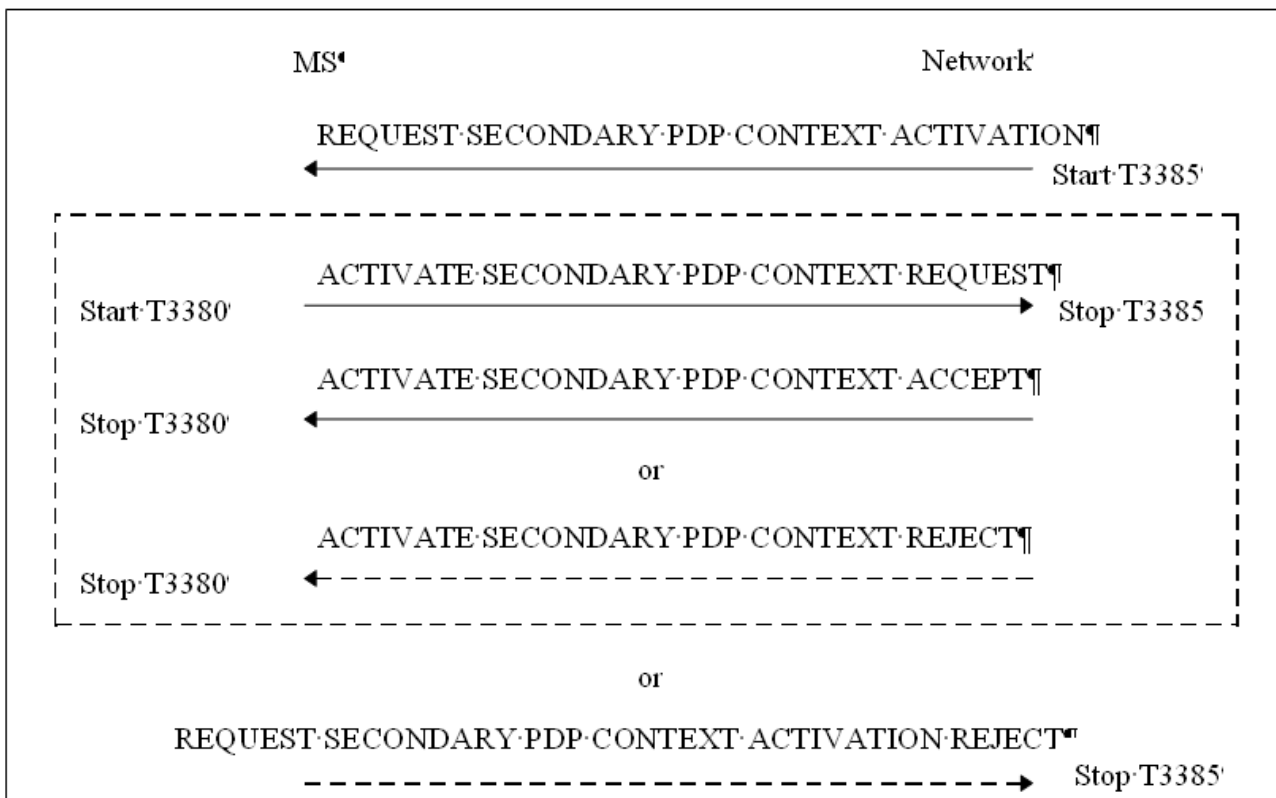 MS Network
REQUEST·SECONDARY·PDP·CONTEXT·ACTIVATION¶
Start·T3385
ACTIVATE·SECONDARY·PDP·CONTEXT·REQUEST¶
Start·T3380 Stop·T3385
ACTIVATE·SECONDARY·PDP·CONTEXT·ACCEPT¶
Stop·T3380
or
ACTIVATE·SECONDARY·PDP·CONTEXT·REJECT¶
Stop·T3380
or
REQUEST·SECONDARY·PDP·CONTEXT·ACTIVATION·REJECT¶
Stop·T3385